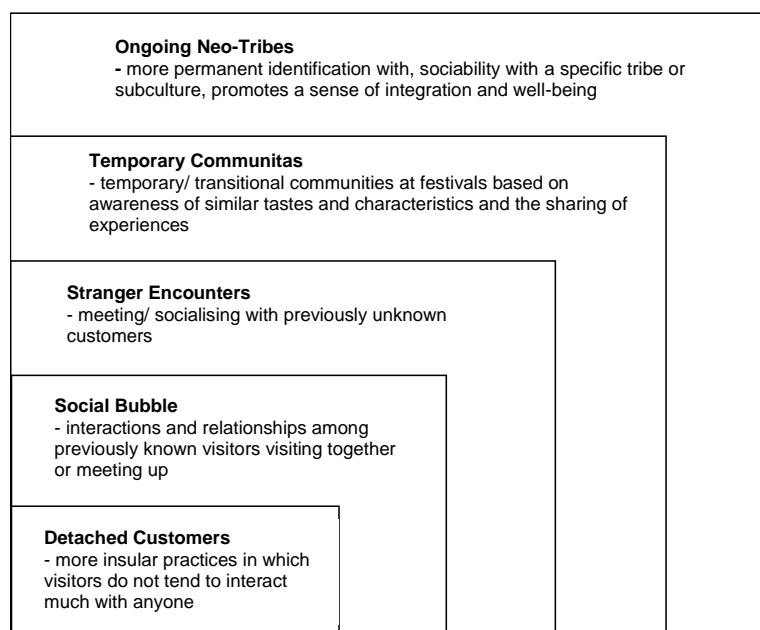 Ongoing Neo-Tribes
- more permanent identification with, sociability with a specific tribe or
subculture, promotes a sense of integration and well-being
Temporary Communitas
- temporary/ transitional communities at festivals based on
awareness of similar tastes and characteristics and the sharing of
experiences
Stranger Encounters
- meeting/ socialising with previously unknown
customers
Social Bubble
- interactions and relationships among
previously known visitors visiting together
or meeting up
Detached Customers
- more insular practices in which
visitors do not tend to interact
much with anyone